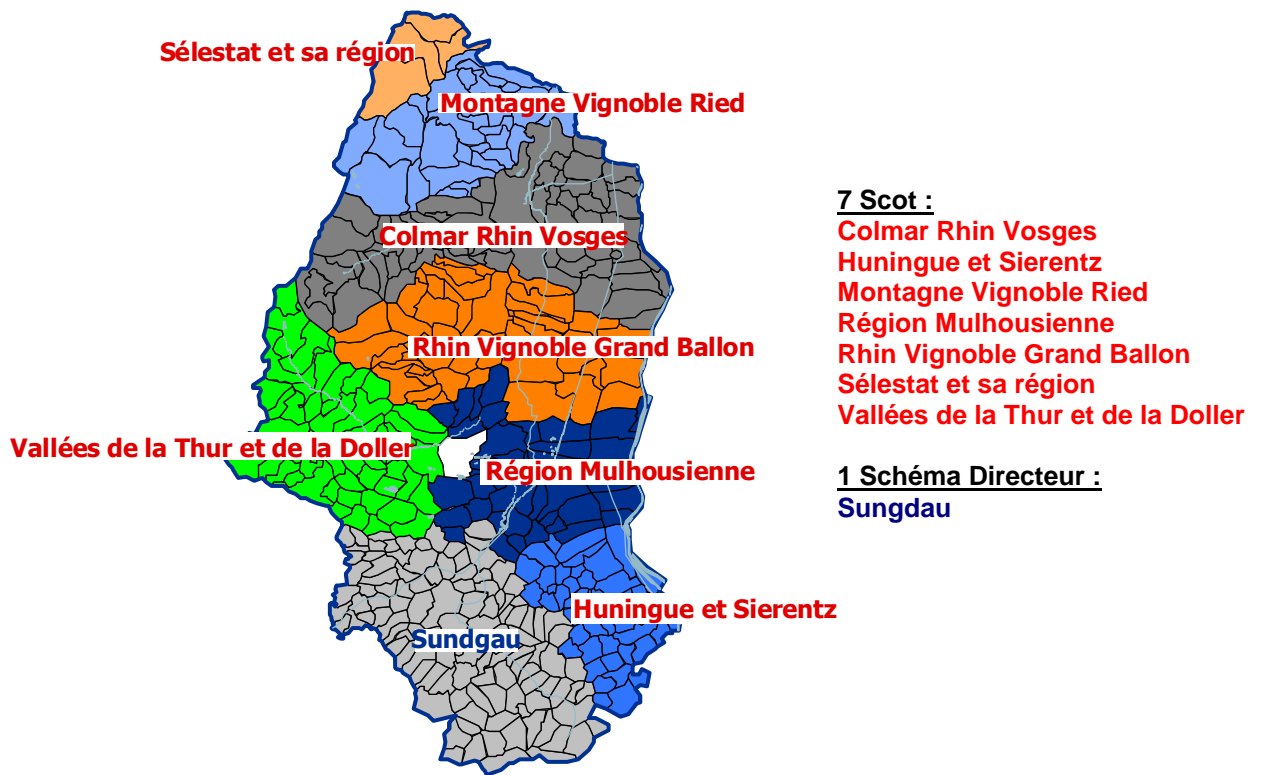 Sélestat et sa région
Montagne Vignoble Ried
Colmar Rhin Vosges
Rhin Vignoble Grand Ballon
Vallées de la Thur et de la Doller
Région Mulhousienne
Huningue et Sierentz
Sundgau
7 Scot :
Colmar Rhin Vosges
Huningue et Sierentz
Montagne Vignoble Ried
Région Mulhousienne
Rhin Vignoble Grand Ballon
Sélestat et sa région
Vallées de la Thur et de la Doller
1 Schéma Directeur :
Sungdau